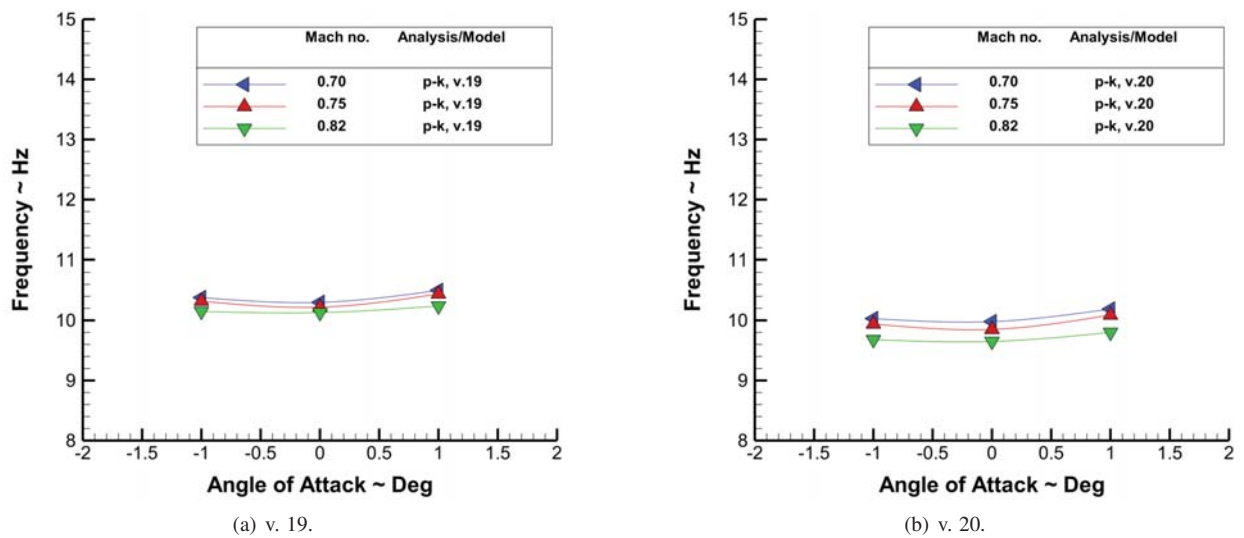 15
14
13
12
11
10
9
8
Frequency ~ Hz
Mach no. Analysis/Model
0.70 p-k, v.19
0.75 p-k, v.19
0.82 p-k, v.19
-2 -1.5 -1 -0.5 0 0.5 1 1.5 2
Angle of Attack ~ Deg
(a) v. 19.
15
14
13
12
11
10
9
8
Frequency ~ Hz
Mach no. Analysis/Model
0.70 p-k, v.20
0.75 p-k, v.20
0.82 p-k, v.20
-2 -1.5 -1 -0.5 0 0.5 1 1.5 2
Angle of Attack ~ Deg
(b) v. 20.